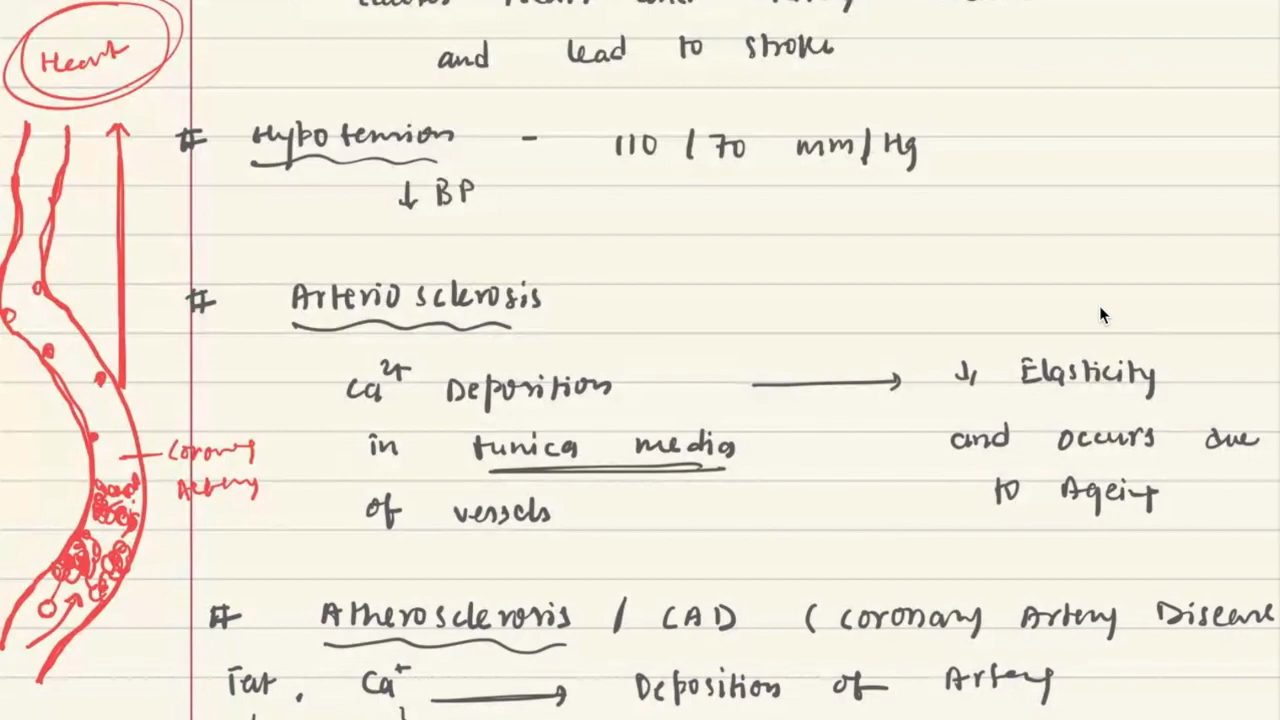 Heart
and lead to stroke
# Hypotension - 110 / 70 mm/Hg
↓ BP
# Arteriosclerosis
Ca2+ Deposition → ↓ Elasticity
in tunica media and occurs due
of vessels to Ageing
Coronary
Artery
# Atherosclerosis / CAD ( Coronary Artery Disease
Fat, Ca+ → Deposition of Artery